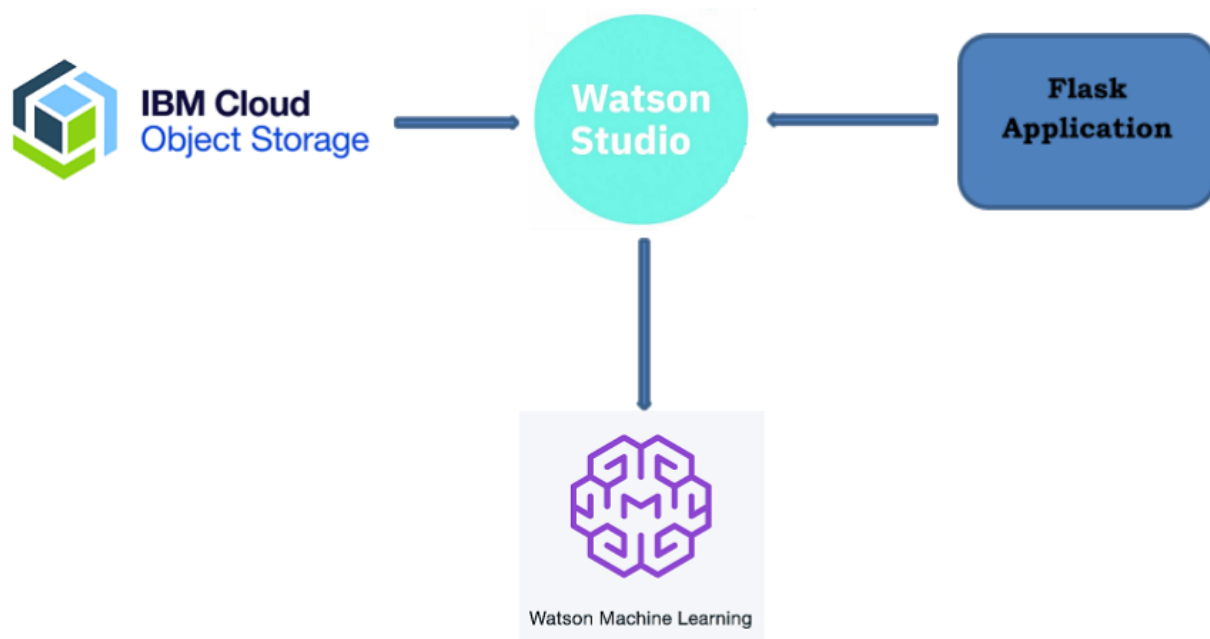 IBM Cloud
Object Storage
Watson
Studio
Flask
Application
Watson Machine Learning